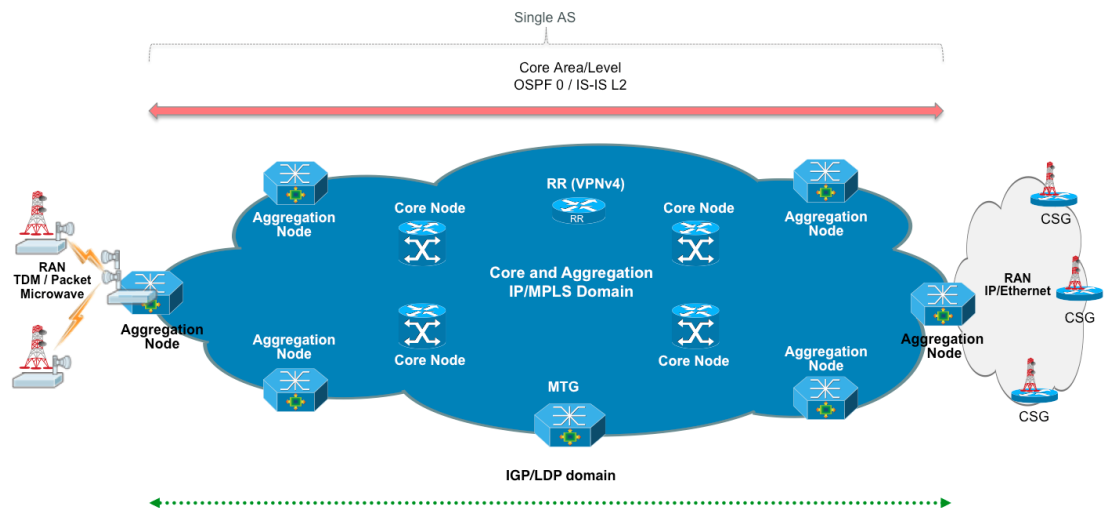 Single AS
Core Area/Level
OSPF 0 / IS-IS L2
RR (VPNv4)
RR
Aggregation
Node
Core Node
Core Node
Aggregation
Node
CSG
RAN
TDM / Packet
Microwave
Core and Aggregation
IP/MPLS Domain
RAN
IP/Ethernet
CSG
Aggregation
Node
Aggregation
Node
Aggregation
Node
Core Node
Core Node
Aggregation
Node
MTG
CSG
IGP/LDP domain